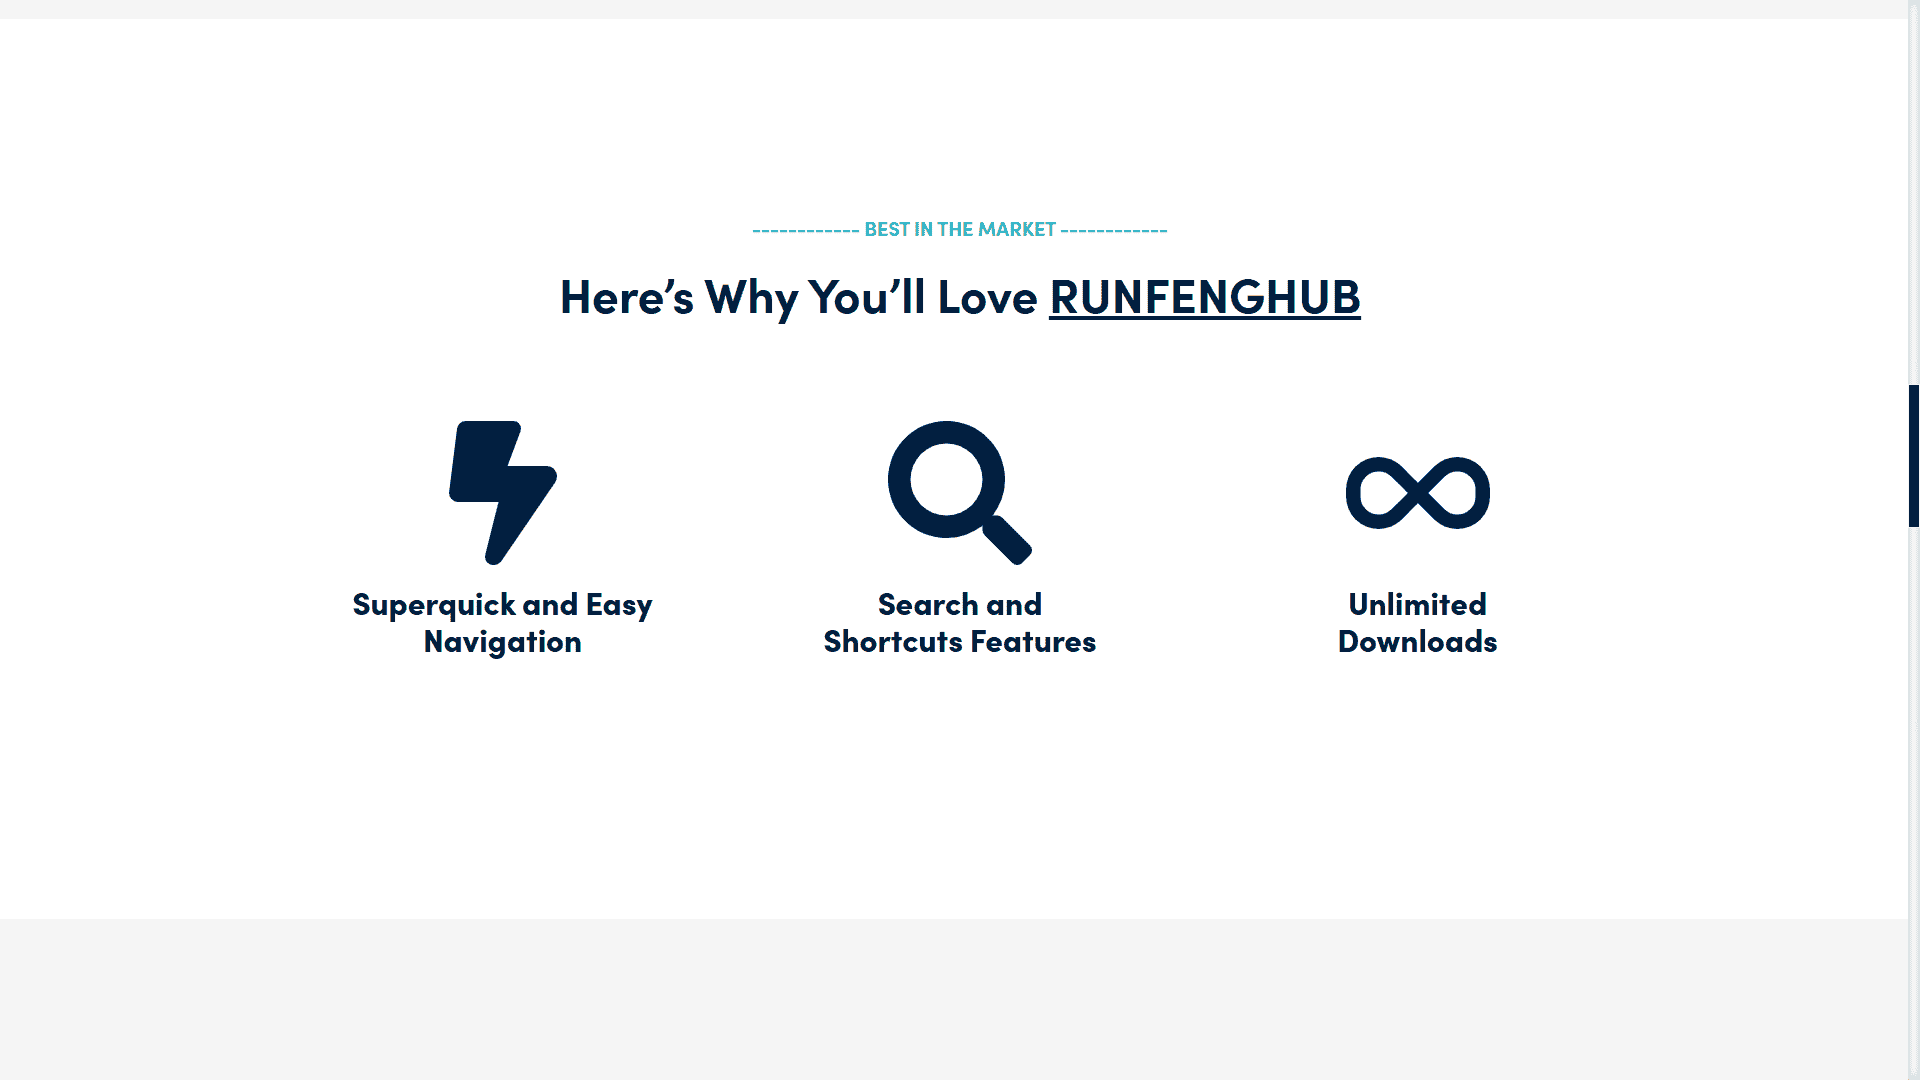 ------------ BEST IN THE MARKET ------------
Here’s Why You’ll Love RUNFENGHUB
Superquick and Easy
Navigation
Search and
Shortcuts Features
Unlimited
Downloads